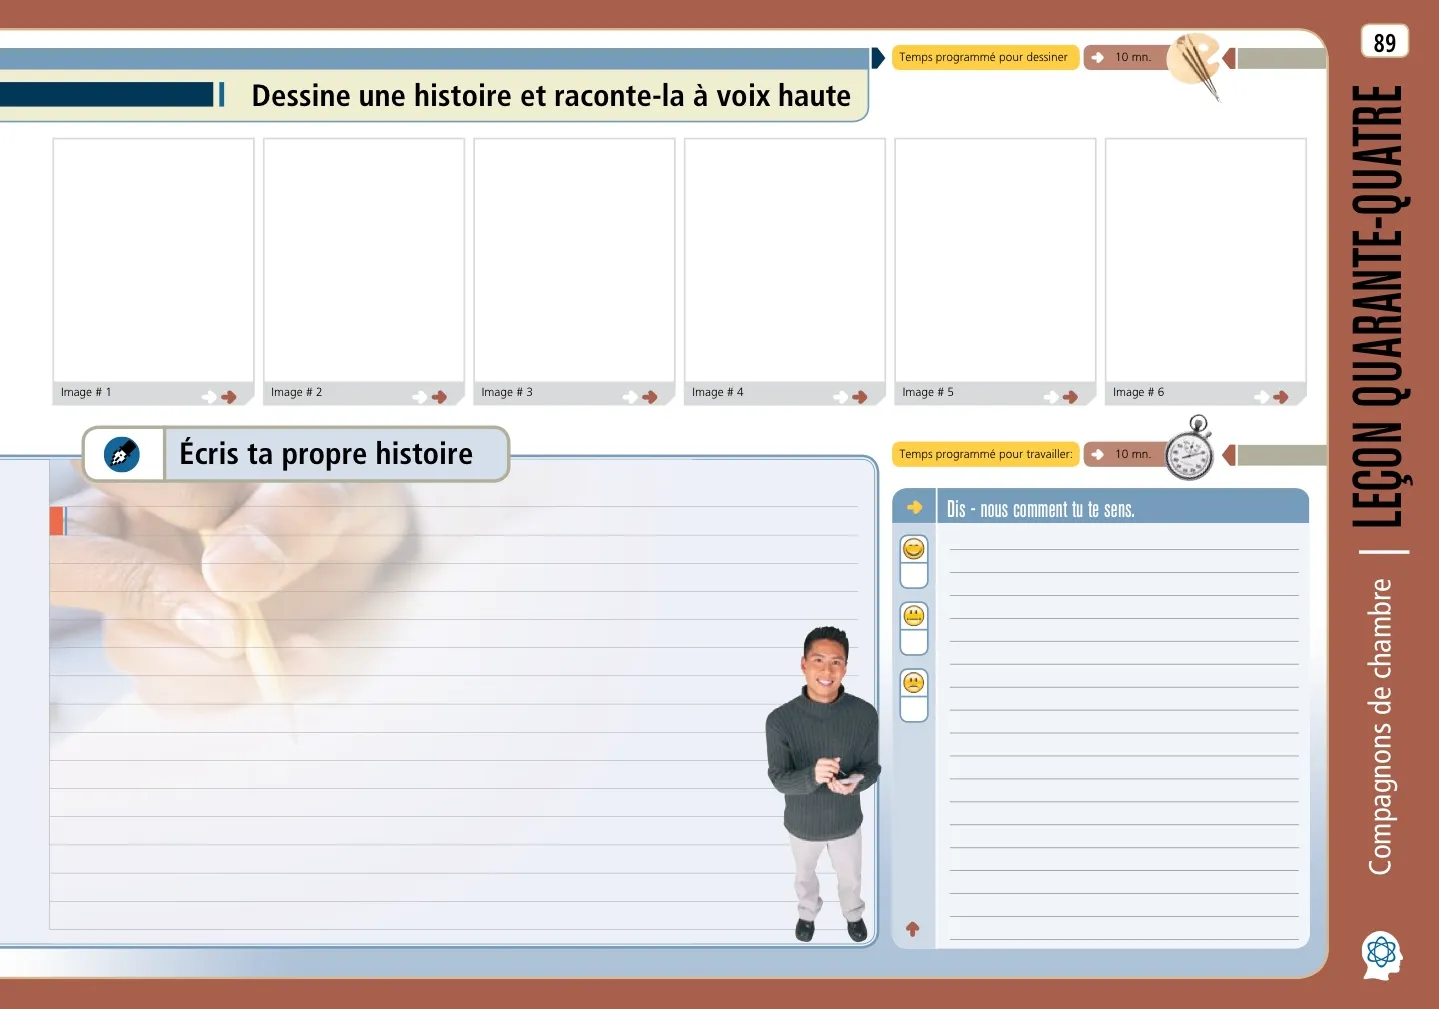 Temps programmé pour dessiner
10 mn.
Dessine une histoire et raconte-la à voix haute
Image # 1
Image # 2
Image # 3
Image # 4
Image # 5
Image # 6
Écris ta propre histoire
Temps programmé pour travailler:
10 mn.
Dis - nous comment tu te sens.
89
LEÇON QUARANTE-QUATRE
Compagnons de chambre